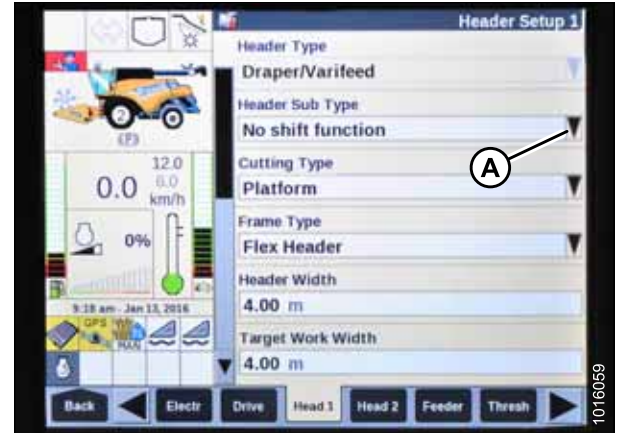 Header Setup 1
Header Type
Draper/Varifeed
Header Sub Type
No shift function
A
Cutting Type
Platform
Frame Type
Flex Header
Header Width
4.00 m
Target Work Width
4.00 m
2
(P)
12.0
0.0
6.0
km/h
0%
9:18 am - Jan 13, 2016
GPS
MAN
Back
Electr
Drive
Head 1
Head 2
Feeder
Thresh
1016059